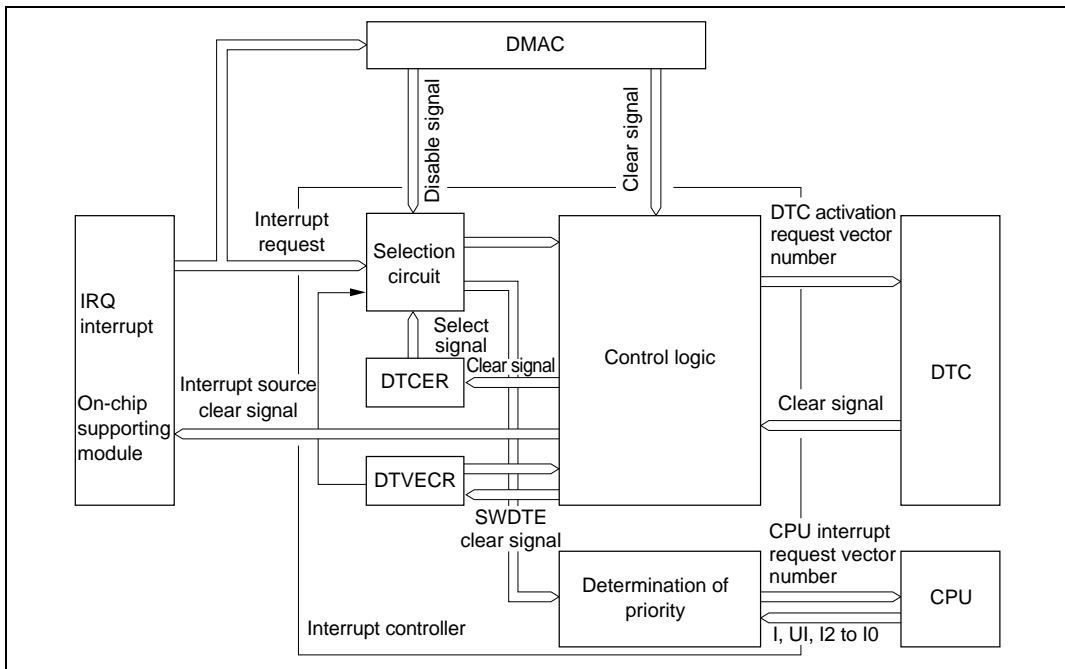 DMAC
Disable signal
Clear signal
Interrupt
request
Selection
circuit
DTC activation
request vector
number
IRQ
interrupt
On-chip
supporting
module
Select
signal
DTCER
Clear signal
Control logic
DTC
Interrupt source
clear signal
Clear signal
DTVECR
SWDTE
clear signal
CPU interrupt
request vector
number
Determination of
priority
CPU
I, UI, I2 to I0
Interrupt controller